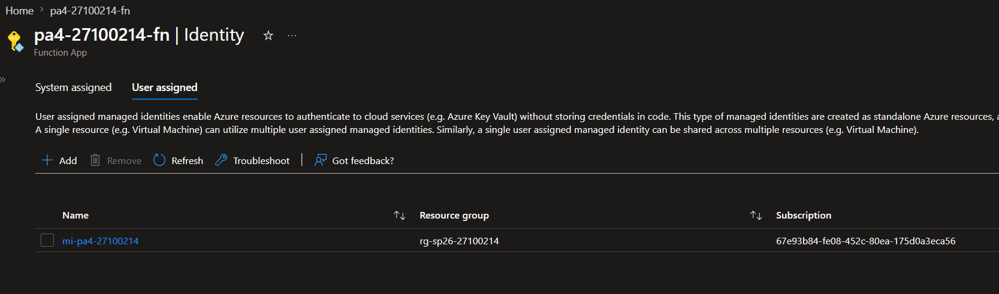 Home > pa4-27100214-fn
pa4-27100214-fn | Identity
Function App
System assigned User assigned
User assigned managed identities enable Azure resources to authenticate to cloud services (e.g. Azure Key Vault) without storing credentials in code. This type of managed identities are created as standalone Azure resources, a
A single resource (e.g. Virtual Machine) can utilize multiple user assigned managed identities. Similarly, a single user assigned managed identity can be shared across multiple resources (e.g. Virtual Machine).
Add Remove Refresh Troubleshoot Got feedback?
Name Resource group Subscription
mi-pa4-27100214 rg-sp26-27100214 67e93b84-fe08-452c-80ea-175d0a3eca56